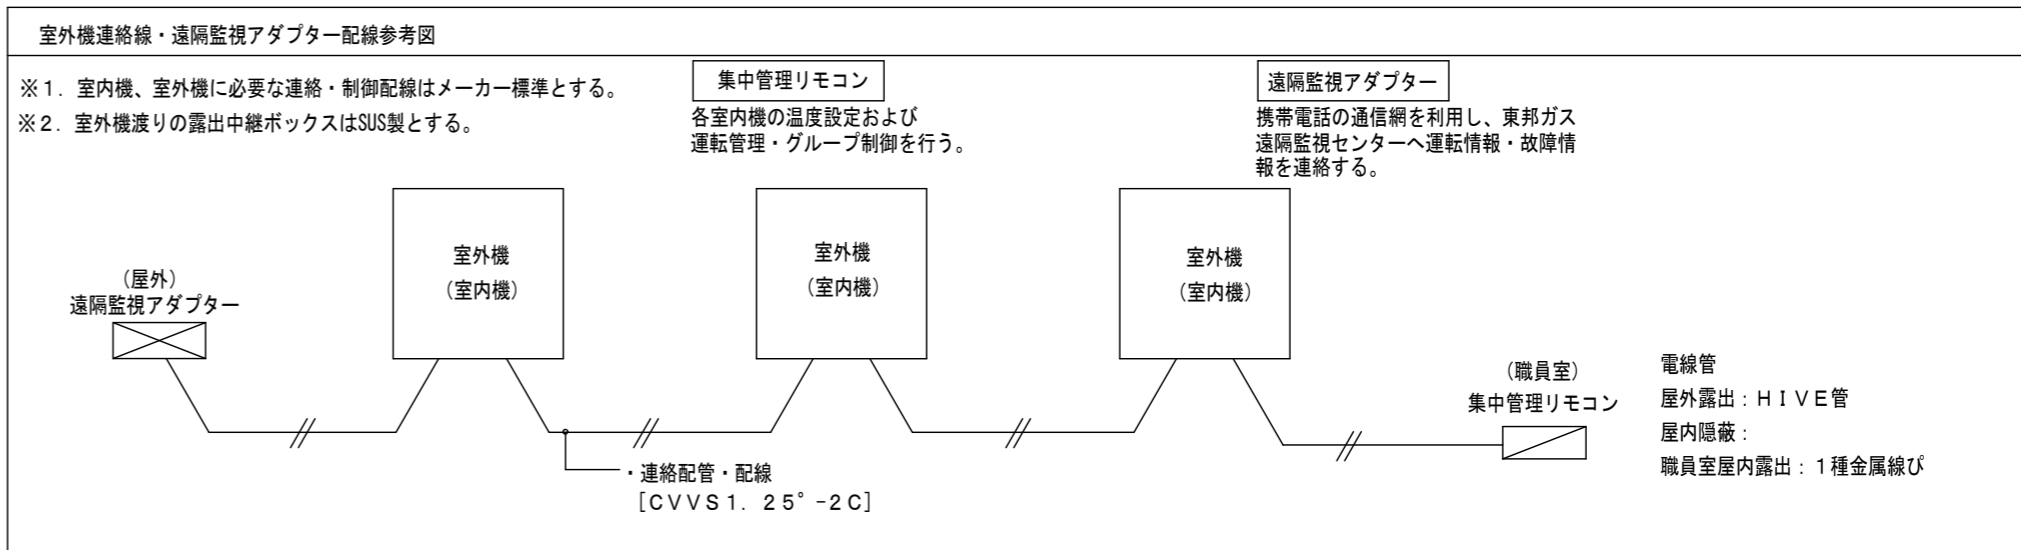 室外機連絡線・遠隔監視アダプター配線参考図
※１．室内機、室外機に必要な連絡・制御配線はメーカー標準とする。
※２．室外機渡りの露出中継ボックスはSUS製とする。
集中管理リモコン
各室内機の温度設定および
運転管理・グループ制御を行う。
遠隔監視アダプター
携帯電話の通信網を利用し、東邦ガス
遠隔監視センターへ運転情報・故障情
報を連絡する。
（屋外）
遠隔監視アダプター
室外機
（室内機）
室外機
（室内機）
室外機
（室内機）
・連絡配管・配線
［ＣＶＶＳ１．２５°－２Ｃ］
（職員室）
集中管理リモコン
電線管
屋外露出：ＨＩＶＥ管
屋内隠蔽：
職員室屋内露出：１種金属線ぴ